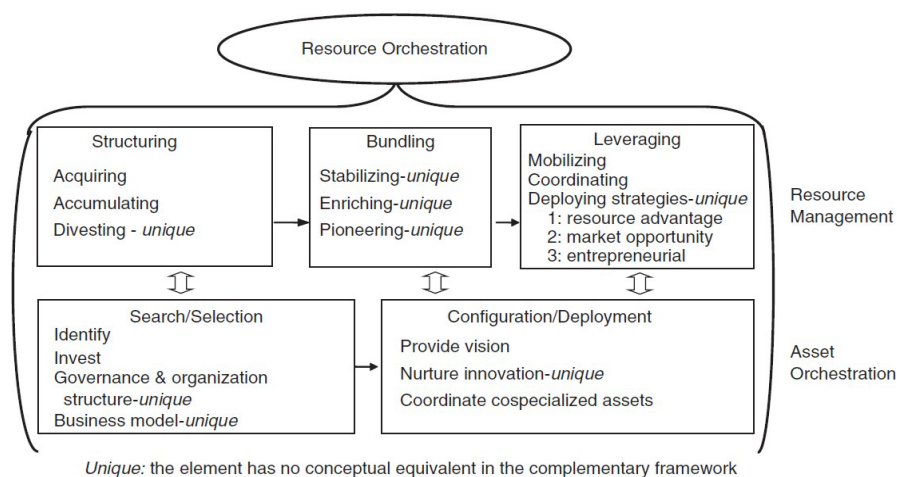 Resource Orchestration
Structuring
Acquiring
Accumulating
Divesting - unique
Bundling
Stabilizing-unique
Enriching-unique
Pioneering-unique
Leveraging
Mobilizing
Coordinating
Deploying strategies-unique
1: resource advantage
2: market opportunity
3: entrepreneurial
Resource
Management
Search/Selection
Identify
Invest
Governance & organization
structure-unique
Business model-unique
Configuration/Deployment
Provide vision
Nurture innovation-unique
Coordinate cospecialized assets
Asset
Orchestration
Unique: the element has no conceptual equivalent in the complementary framework